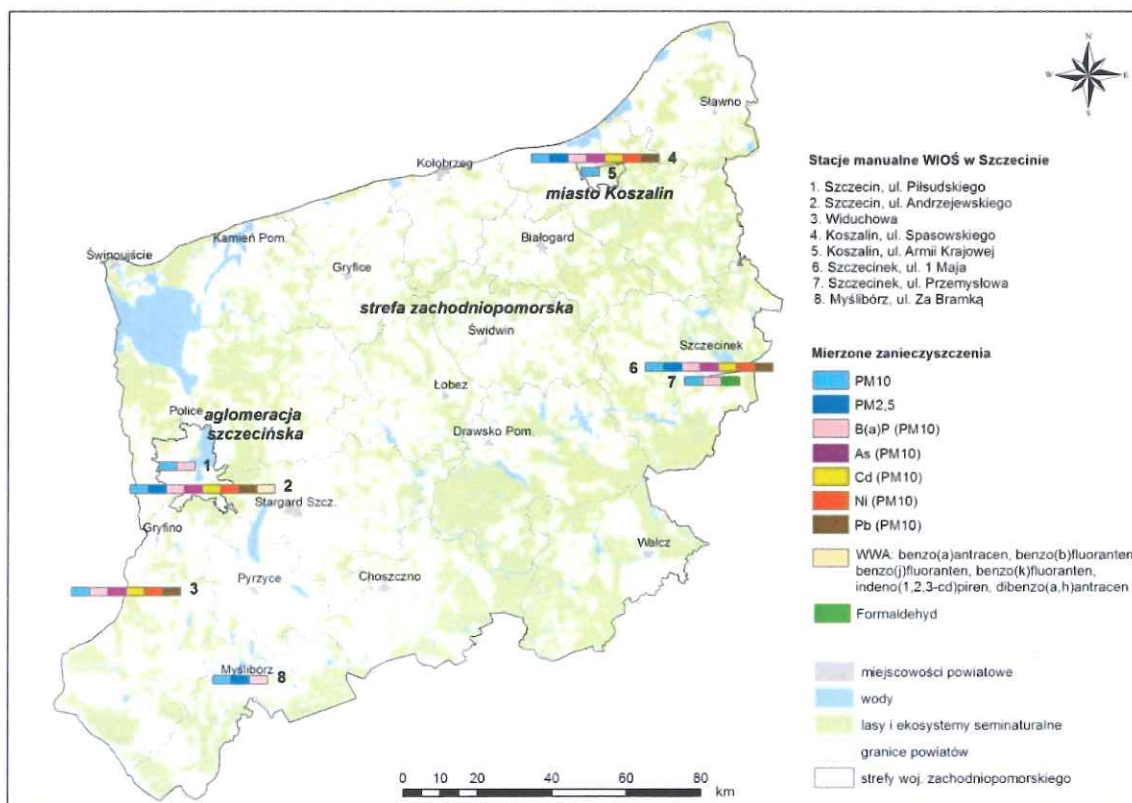 N
W E
S
Sławno
4
Kołobrzeg
5
miasto Koszalin
Białogard
Kamień Pom.
Świnoujście
Gryfice
strefa zachodniopomorska
Świdwin
Szczecinek
6
7
Łobez
Police
aglomeracja
szczecińska
Drawsko Pom.
1
2
Stargard Szcz.
Gryfino
Wałcz
Pyrzyce
Choszczno
3
Myślibórz
8
0 10 20 40 60 80
km
Stacje manualne WIOŚ w Szczecinie
1. Szczecin, ul. Piłsudskiego
2. Szczecin, ul. Andrzejewskiego
3. Widuchowa
4. Koszalin, ul. Spasowskiego
5. Koszalin, ul. Armii Krajowej
6. Szczecinek, ul. 1 Maja
7. Szczecinek, ul. Przemysłowa
8. Myślibórz, ul. Za Bramką
Mierzone zanieczyszczenia
PM10
PM2,5
B(a)P (PM10)
As (PM10)
Cd (PM10)
Ni (PM10)
Pb (PM10)
WWA: benzo(a)antracen, benzo(b)fluoranten,
benzo(j)fluoranten, benzo(k)fluoranten,
indeno(1,2,3-cd)piren, dibenzo(a,h)antracen
Formaldehyd
miejscowości powiatowe
wody
lasy i ekosystemy seminaturalne
granice powiatów
strefy woj. zachodniopomorskiego